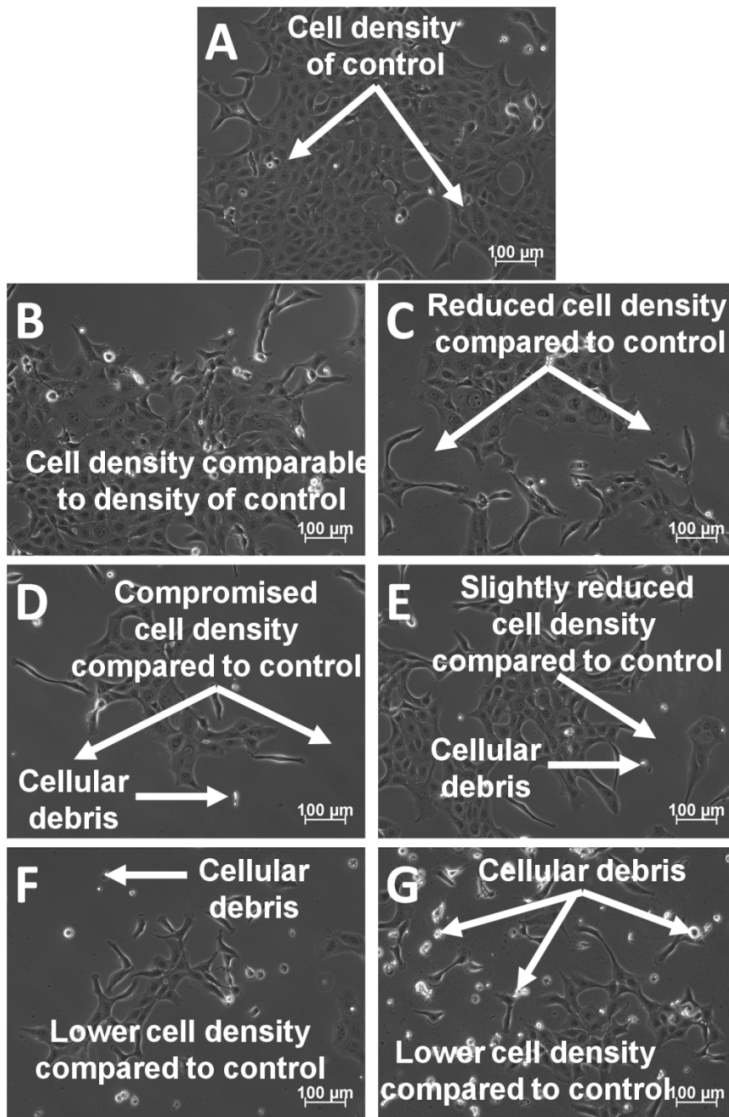 A
Cell density
of control
100 µm
B
Cell density comparable
to density of control
100 µm
C
Reduced cell density
compared to control
100 µm
D
Compromised
cell density
compared to control
Cellular
debris
100 µm
E
Slightly reduced
cell density
compared to control
Cellular
debris
100 µm
F
Cellular
debris
Lower cell density
compared to control
100 µm
G
Cellular debris
Lower cell density
compared to control
100 µm